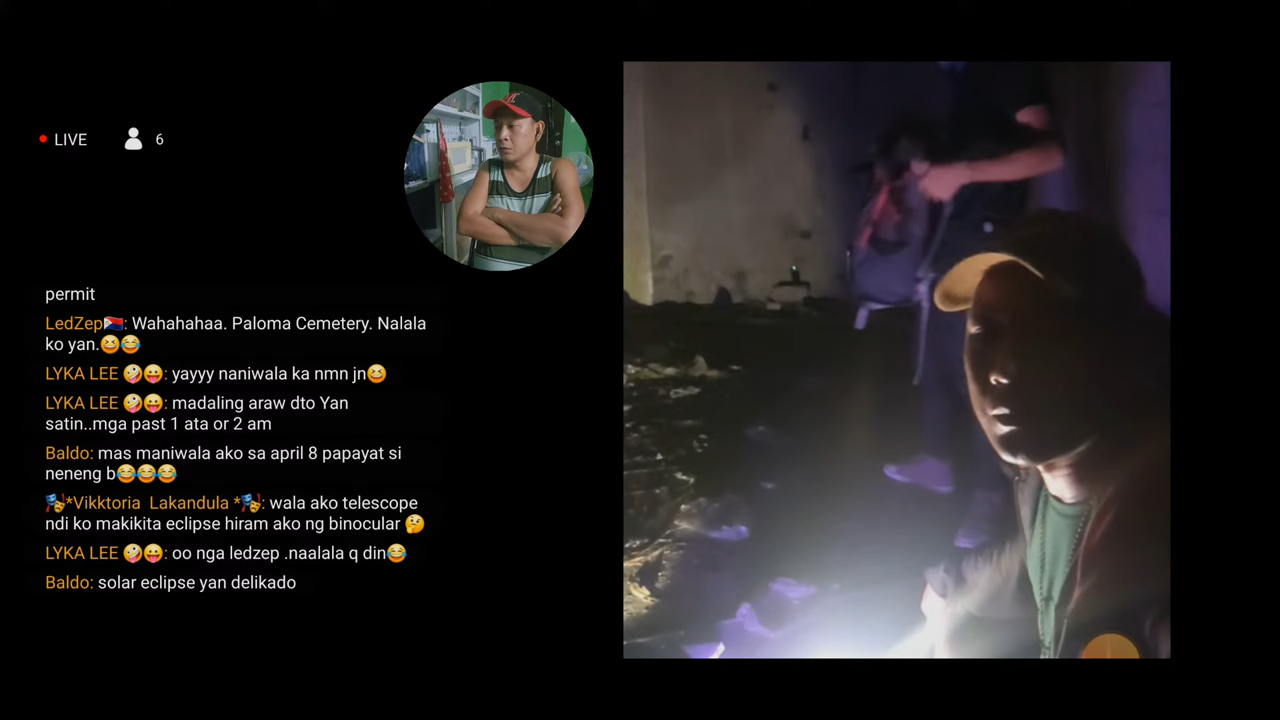 LIVE 6
permit
LedZep🇵🇭: Wahahahaa. Paloma Cemetery. Nalala
ko yan.😆😂
LYKA LEE 🤪😛: yayyy naniwala ka nmn jn😆
LYKA LEE 🤪😛: madaling araw dto Yan
satin..mga past 1 ata or 2 am
Baldo: mas maniwala ako sa april 8 papayat si
neneng b😂😂😂
🎭*Vikktoria Lakandula *🎭: wala ako telescope
ndi ko makikita eclipse hiram ako ng binocular 🤔
LYKA LEE 🤪😛: oo nga ledzep .naalala q din😂
Baldo: solar eclipse yan delikado